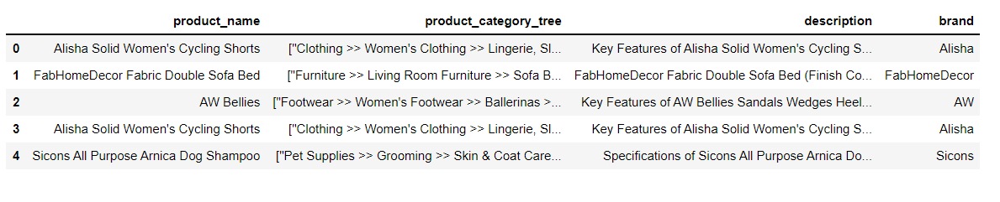 product_name product_category_tree description brand
0 Alisha Solid Women's Cycling Shorts ["Clothing >> Women's Clothing >> Lingerie, Sl... Key Features of Alisha Solid Women's Cycling S... Alisha
1 FabHomeDecor Fabric Double Sofa Bed ["Furniture >> Living Room Furniture >> Sofa B... FabHomeDecor Fabric Double Sofa Bed (Finish Co... FabHomeDecor
2 AW Bellies ["Footwear >> Women's Footwear >> Ballerinas >... Key Features of AW Bellies Sandals Wedges Heel... AW
3 Alisha Solid Women's Cycling Shorts ["Clothing >> Women's Clothing >> Lingerie, Sl... Key Features of Alisha Solid Women's Cycling S... Alisha
4 Sicons All Purpose Arnica Dog Shampoo ["Pet Supplies >> Grooming >> Skin & Coat Care... Specifications of Sicons All Purpose Arnica Do... Sicons